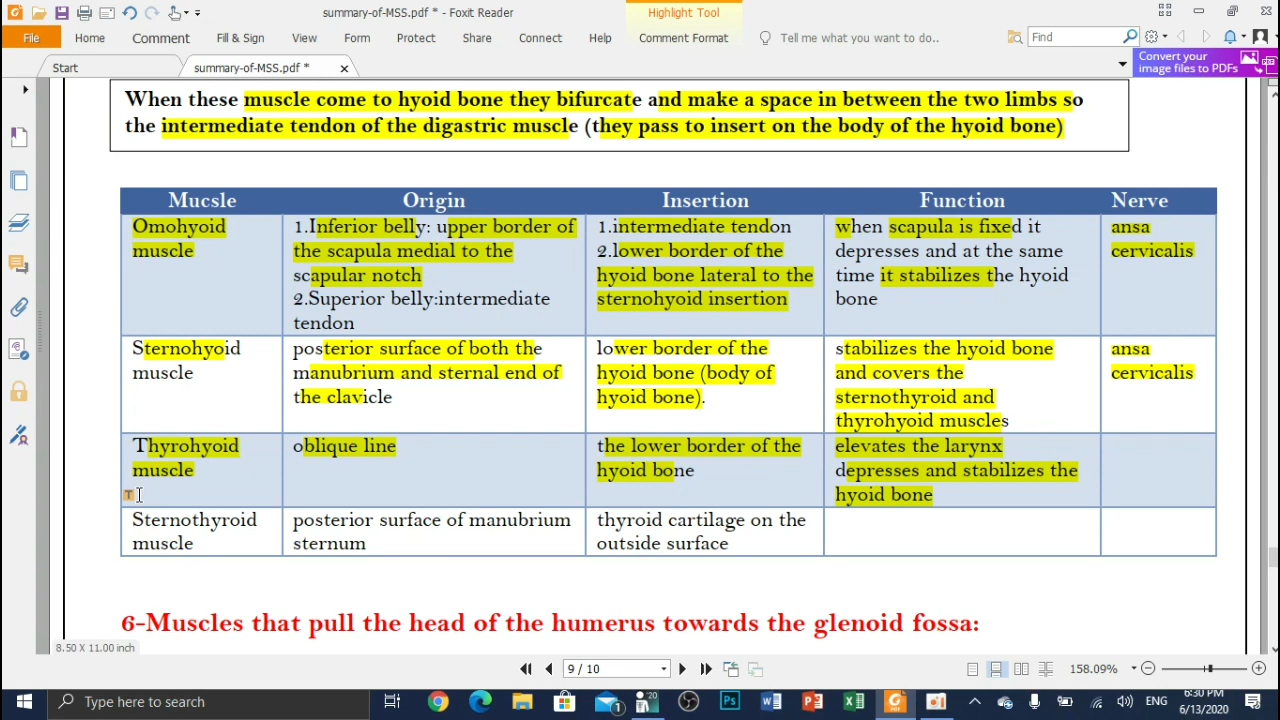 summary-of-MSS.pdf * - Foxit Reader
Highlight Tool
File
Home
Comment
Fill & Sign
View
Form
Protect
Share
Connect
Help
Comment Format
Tell me what you want to do..
Find
Start
summary-of-MSS.pdf *
Convert your
image files to PDFs
When these muscle come to hyoid bone they bifurcate and make a space in between the two limbs so
the intermediate tendon of the digastric muscle (they pass to insert on the body of the hyoid bone)
Mucsle Origin Insertion Function Nerve
Omohyoid
muscle
1.Inferior belly: upper border of
the scapula medial to the
scapular notch
2.Superior belly:intermediate
tendon
1.intermediate tendon
2.lower border of the
hyoid bone lateral to the
sternohyoid insertion
when scapula is fixed it
depresses and at the same
time it stabilizes the hyoid
bone
ansa
cervicalis
Sternohyoid
muscle
posterior surface of both the
manubrium and sternal end of
the clavicle
lower border of the
hyoid bone (body of
hyoid bone).
stabilizes the hyoid bone
and covers the
sternothyroid and
thyrohyoid muscles
ansa
cervicalis
Thyrohyoid
muscle
oblique line
the lower border of the
hyoid bone
elevates the larynx
depresses and stabilizes the
hyoid bone
Sternothyroid
muscle
posterior surface of manubrium
sternum
thyroid cartilage on the
outside surface
6-Muscles that pull the head of the humerus towards the glenoid fossa:
8.50 X 11.00 inch
9 / 10
158.09%
Type here to search
ENG
6:30 PM
6/13/2020